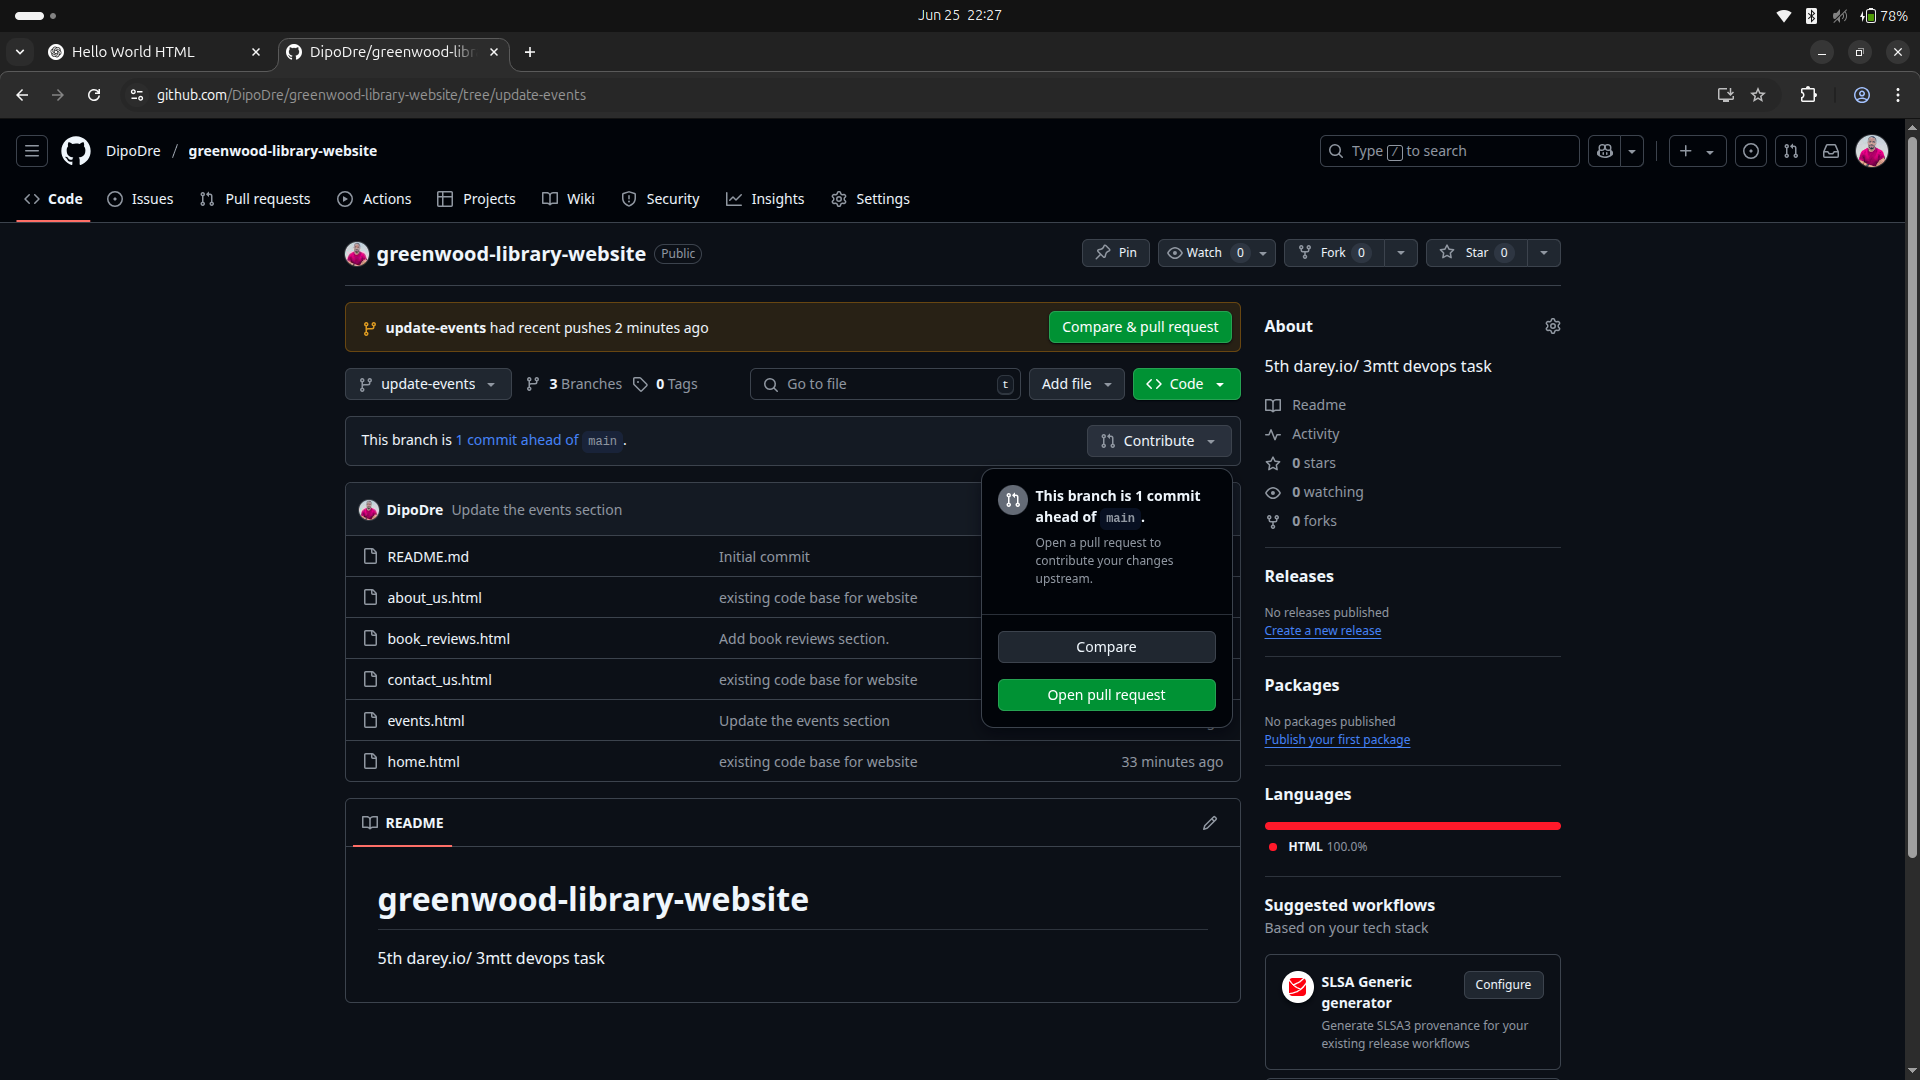 Jun 25 22:27
78%
Hello World HTML
DipoDre/greenwood-lib
github.com/DipoDre/greenwood-library-website/tree/update-events
DipoDre / greenwood-library-website
Type / to search
Code
Issues
Pull requests
Actions
Projects
Wiki
Security
Insights
Settings
greenwood-library-website Public
Pin
Watch 0
Fork 0
Star 0
update-events had recent pushes 2 minutes ago
Compare & pull request
update-events
3 Branches
0 Tags
Go to file t
Add file
Code
This branch is 1 commit ahead of main .
Contribute
This branch is 1 commit
ahead of main .
Open a pull request to
contribute your changes
upstream.
Compare
Open pull request
DipoDre Update the events section
README.md Initial commit
about_us.html existing code base for website
book_reviews.html Add book reviews section.
contact_us.html existing code base for website
events.html Update the events section
home.html existing code base for website 33 minutes ago
README
greenwood-library-website
5th darey.io/ 3mtt devops task
About
5th darey.io/ 3mtt devops task
Readme
Activity
0 stars
0 watching
0 forks
Releases
No releases published
Create a new release
Packages
No packages published
Publish your first package
Languages
HTML 100.0%
Suggested workflows
Based on your tech stack
SLSA Generic
generator
Configure
Generate SLSA3 provenance for your
existing release workflows